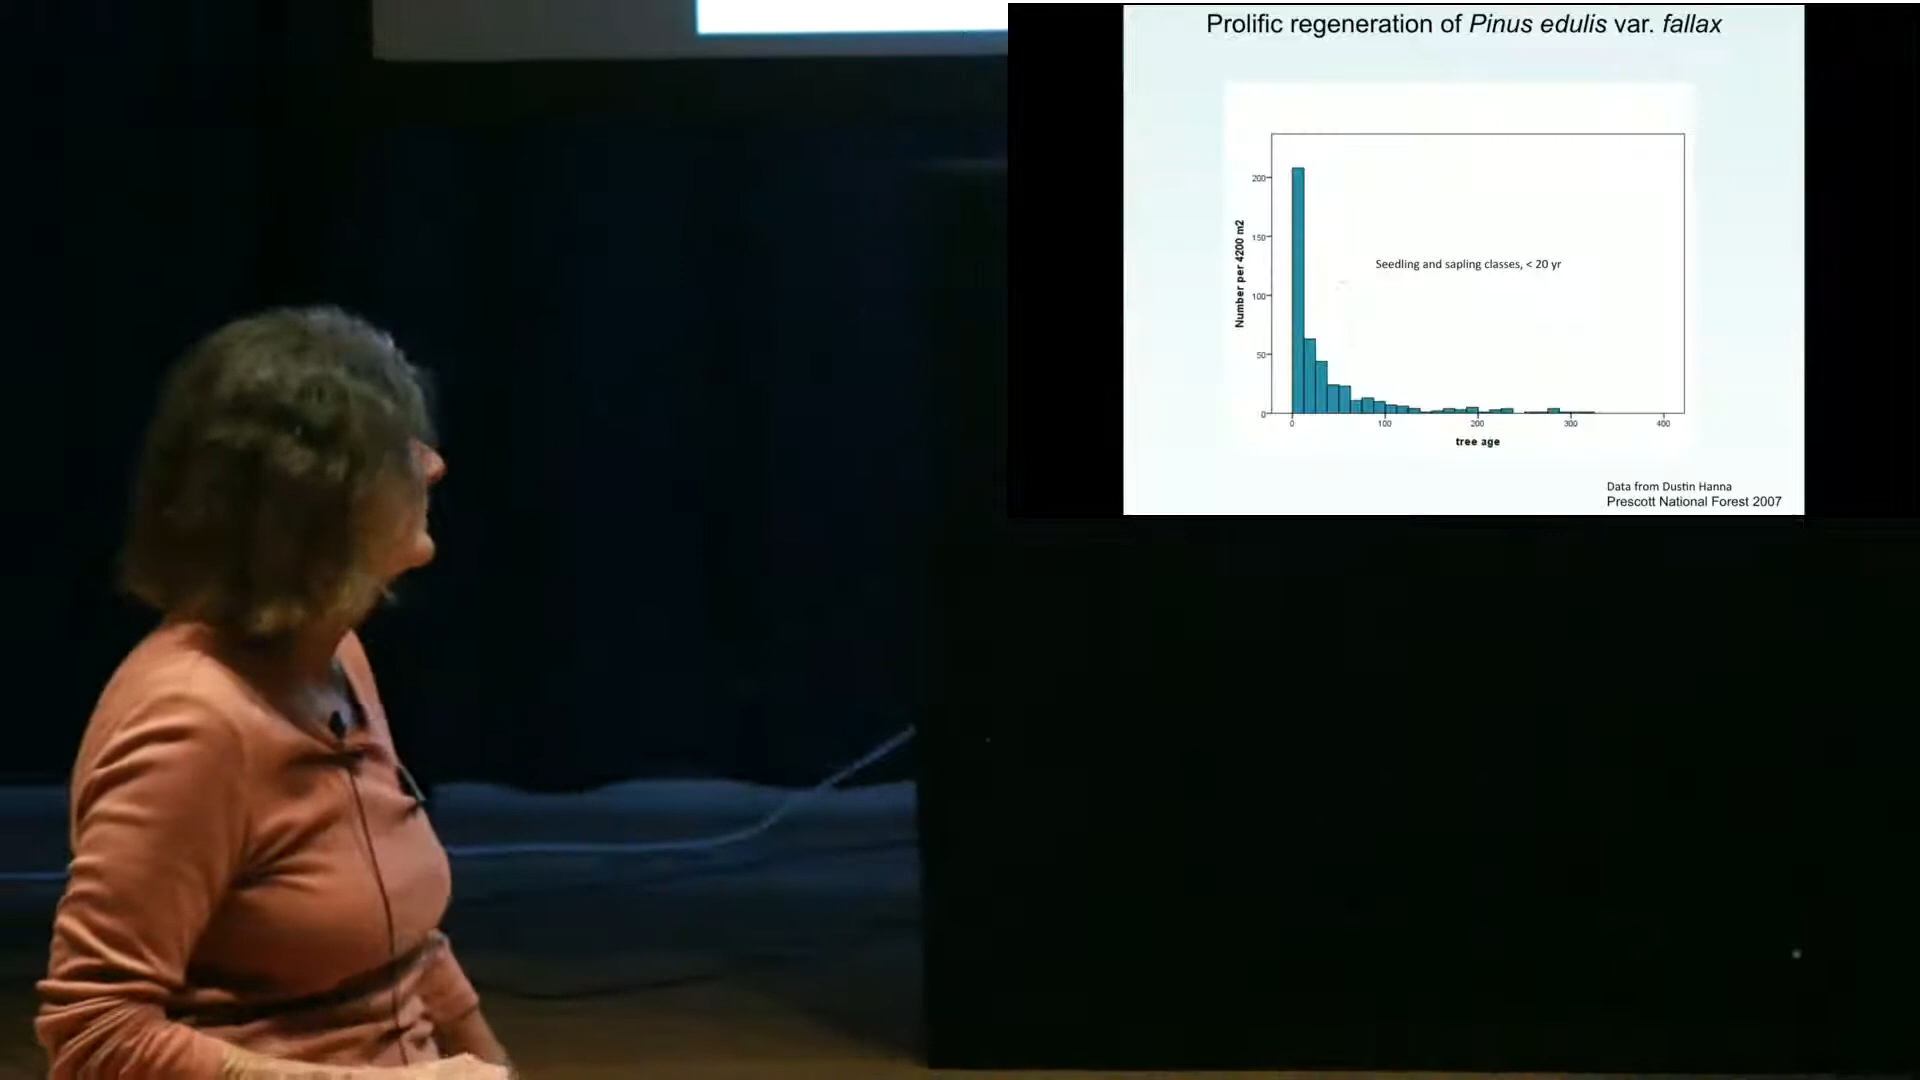 Prolific regeneration of Pinus edulis var. fallax
200
150
100
50
0
Number per 4200 m2
Seedling and sapling classes, < 20 yr
0 100 200 300 400
tree age
Data from Dustin Hanna
Prescott National Forest 2007